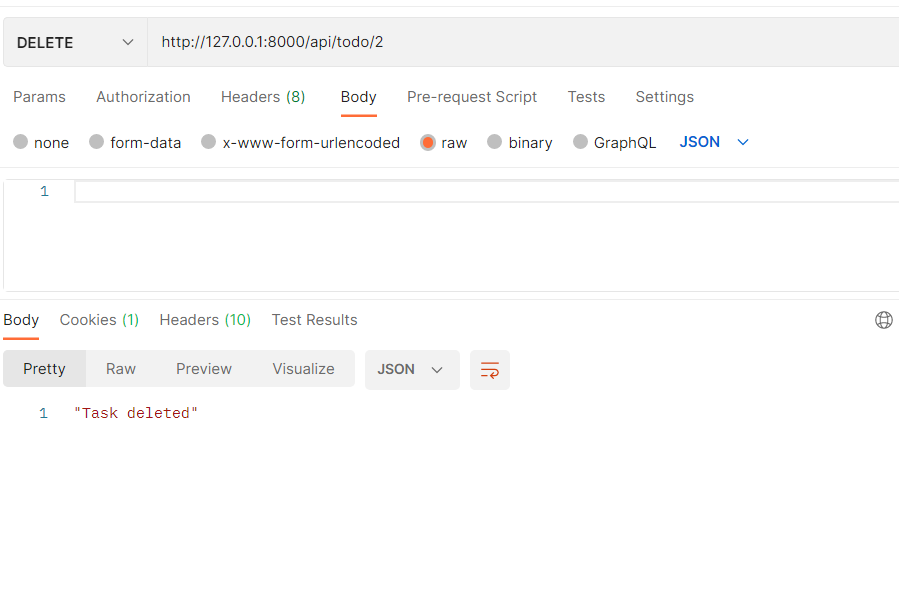 DELETE http://127.0.0.1:8000/api/todo/2
Params Authorization Headers (8) Body Pre-request Script Tests Settings
none form-data x-www-form-urlencoded raw binary GraphQL JSON
1
Body Cookies (1) Headers (10) Test Results
Pretty Raw Preview Visualize JSON
1 "Task deleted"